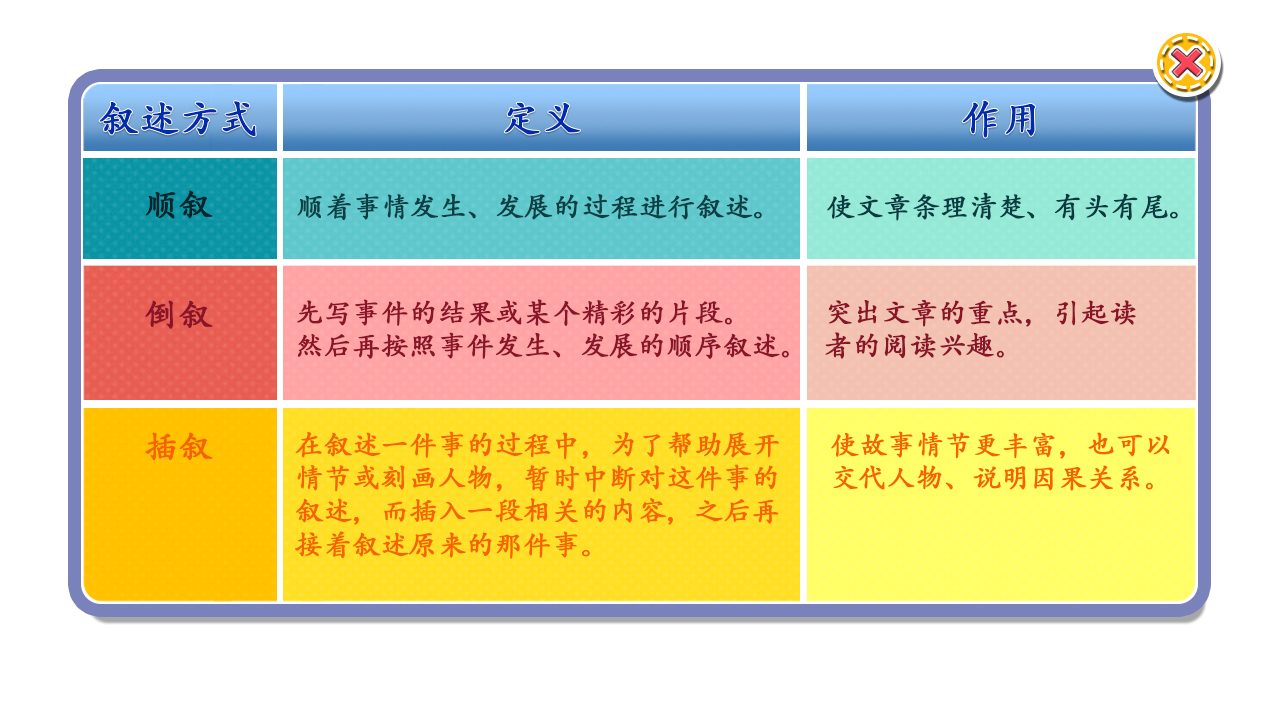 叙述方式
定义
作用
顺叙
顺着事情发生、发展的过程进行叙述。
使文章条理清楚、有头有尾。
倒叙
先写事件的结果或某个精彩的片段。
然后再按照事件发生、发展的顺序叙述。
突出文章的重点，引起读
者的阅读兴趣。
插叙
在叙述一件事的过程中，为了帮助展开
情节或刻画人物，暂时中断对这件事的
叙述，而插入一段相关的内容，之后再
接着叙述原来的那件事。
使故事情节更丰富，也可以
交代人物、说明因果关系。